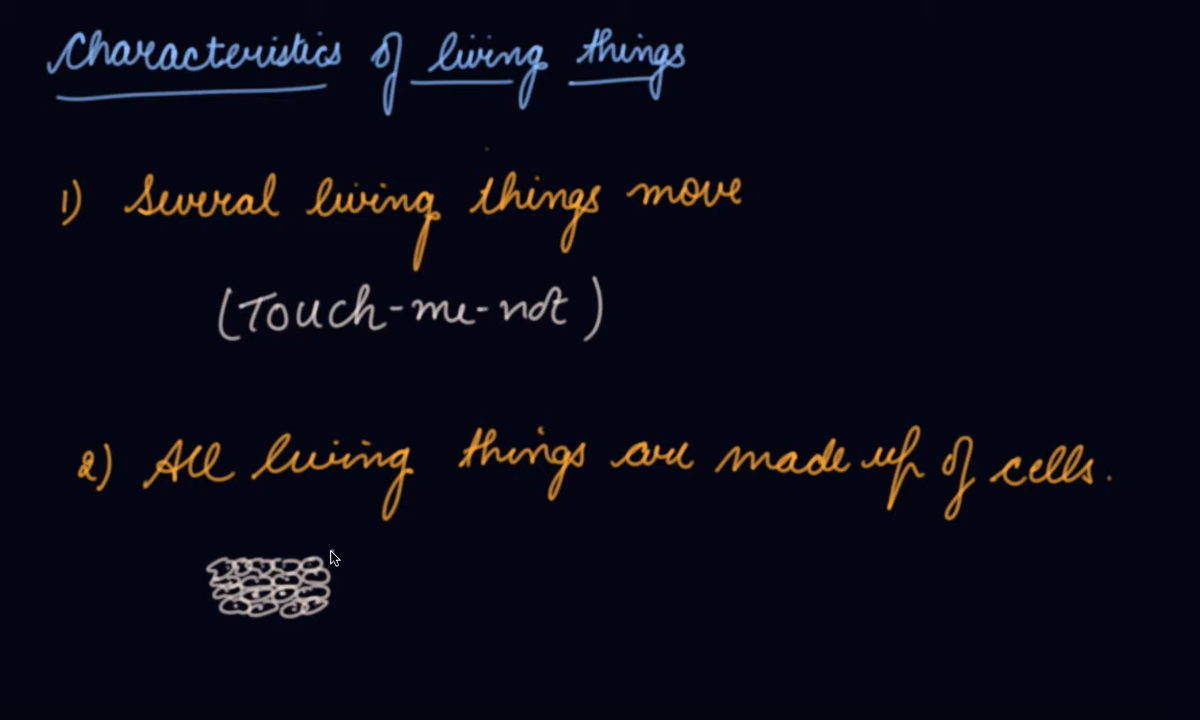 Characteristics of living things
1) Several living things move
(Touch-me-not)
2) All living things are made up of cells.